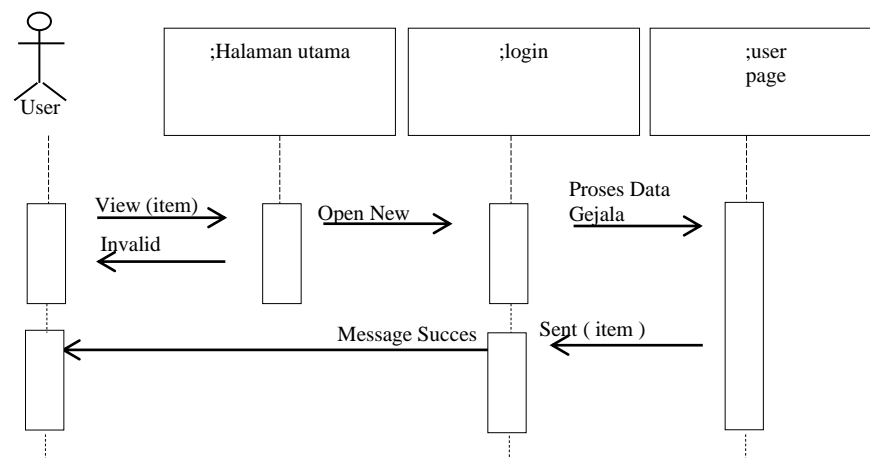 ;Halaman utama
;login
;user
page
User
View (item)
Open New
Proses Data
Gejala
Invalid
Message Succes
Sent ( item )